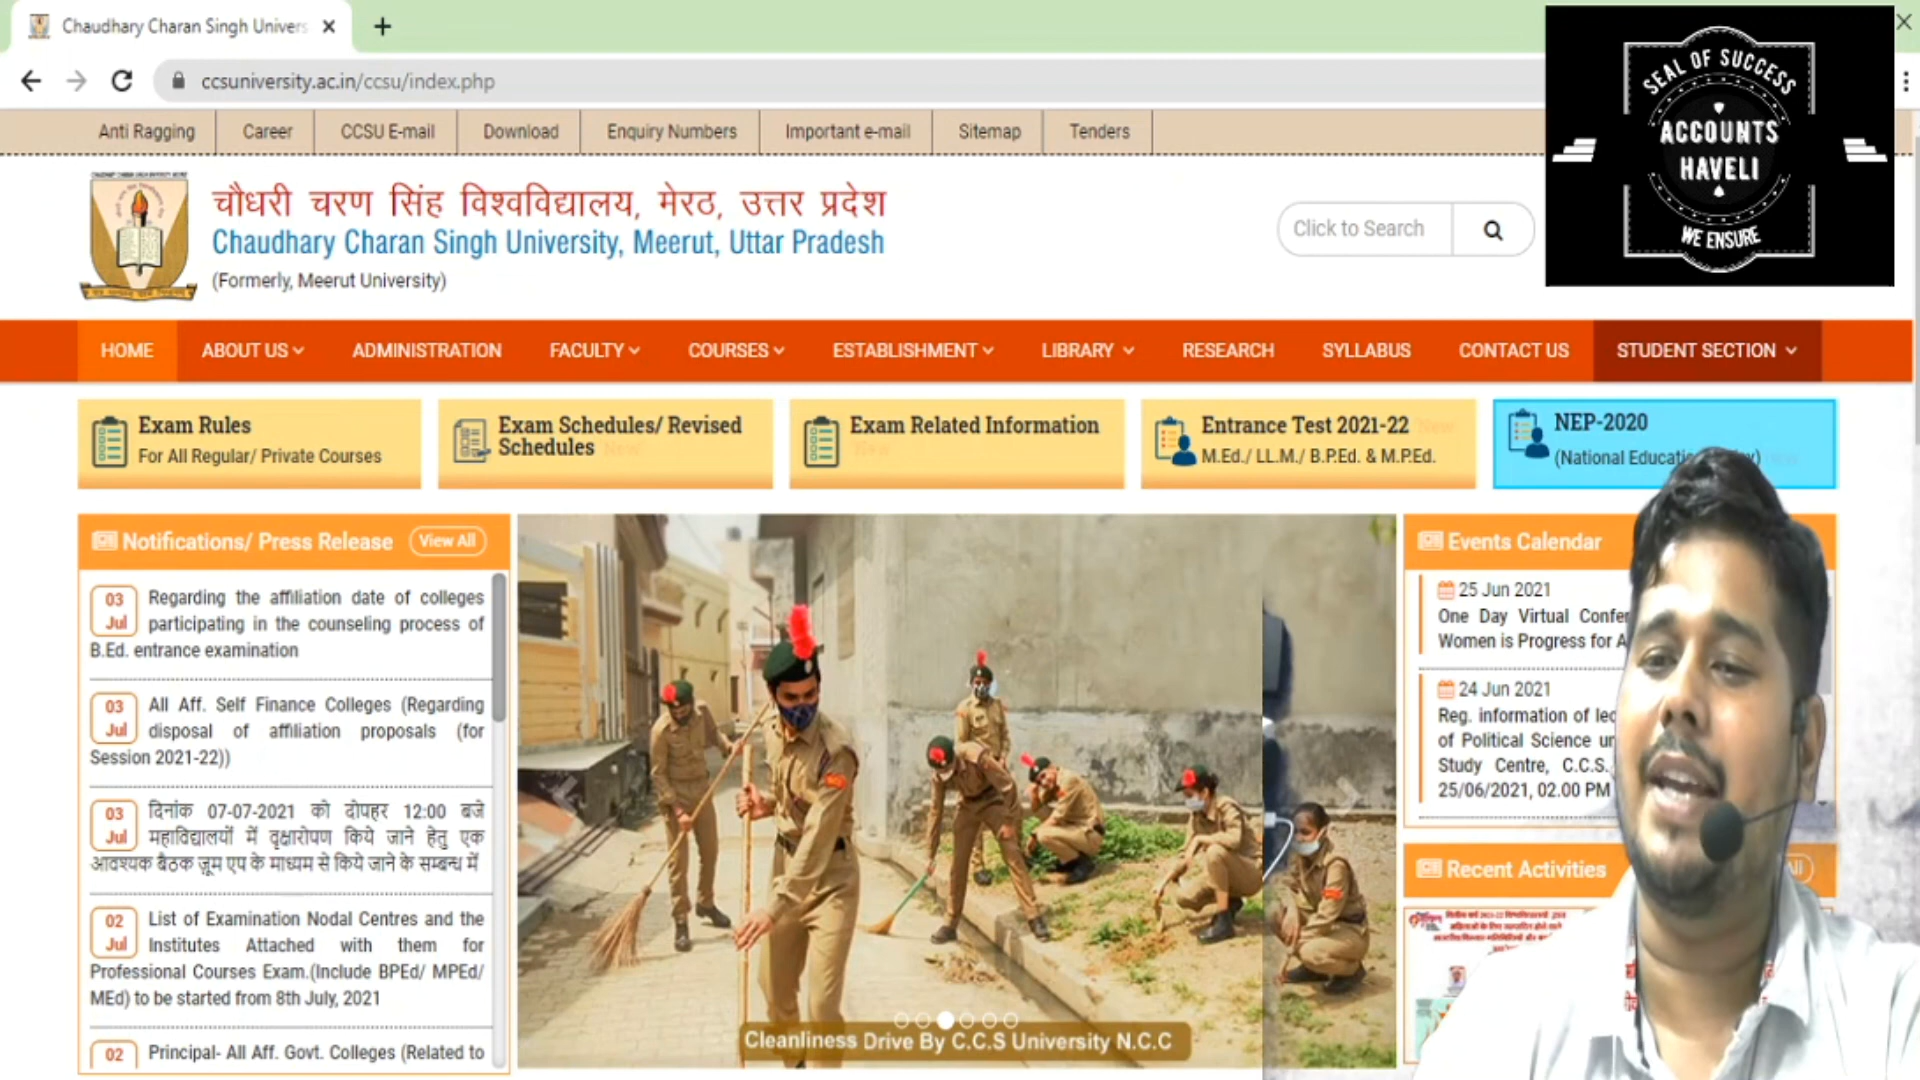 Chaudhary Charan Singh Univers
ccsuniversity.ac.in/ccsu/index.php
Anti Ragging
Career
CCSU E-mail
Download
Enquiry Numbers
Important e-mail
Sitemap
Tenders
SEAL OF SUCCESS
ACCOUNTS
HAVELI
WE ENSURE
चौधरी चरण सिंह विश्वविद्यालय, मेरठ, उत्तर प्रदेश
Chaudhary Charan Singh University, Meerut, Uttar Pradesh
(Formerly, Meerut University)
Click to Search
HOME
ABOUT US
ADMINISTRATION
FACULTY
COURSES
ESTABLISHMENT
LIBRARY
RESEARCH
SYLLABUS
CONTACT US
STUDENT SECTION
Exam Rules
For All Regular/ Private Courses
Exam Schedules/ Revised
Schedules New
Exam Related Information
New
Entrance Test 2021-22 New
M.Ed./ LL.M./ B.P.Ed. & M.P.Ed.
NEP-2020
(National Educatio
Notifications/ Press Release
View All
03 Jul
Regarding the affiliation date of colleges
participating in the counseling process of
B.Ed. entrance examination
03 Jul
All Aff. Self Finance Colleges (Regarding
disposal of affiliation proposals (for
Session 2021-22))
03 Jul
दिनांक 07-07-2021 को दोपहर 12:00 बजे
महाविद्यालयों में वृक्षारोपण किये जाने हेतु एक
आवश्यक बैठक ज़ूम एप के माध्यम से किये जाने के सम्बन्ध में
02 Jul
List of Examination Nodal Centres and the
Institutes Attached with them for
Professional Courses Exam.(Include BPEd/ MPEd/
MEd) to be started from 8th July, 2021
02
Principal- All Aff. Govt. Colleges (Related to
Cleanliness Drive By C.C.S University N.C.C
Events Calendar
25 Jun 2021
One Day Virtual Confer
Women is Progress for A
24 Jun 2021
Reg. information of lec
of Political Science un
Study Centre, C.C.S.
25/06/2021, 02.00 PM
Recent Activities
All